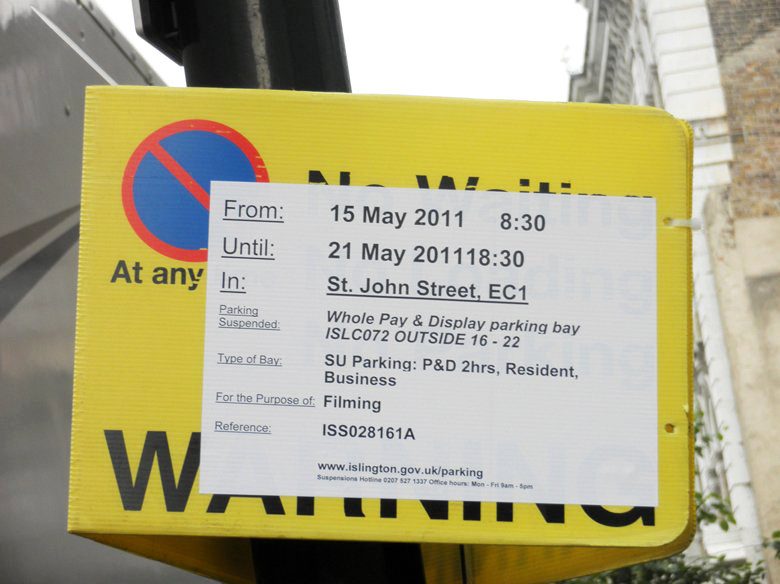 No Waiting
At any
From: 15 May 2011 8:30
Until: 21 May 201118:30
In: St. John Street, EC1
Parking Suspended: Whole Pay & Display parking bay
ISLC072 OUTSIDE 16 - 22
Type of Bay: SU Parking: P&D 2hrs, Resident,
Business
For the Purpose of: Filming
Reference: ISS028161A
www.islington.gov.uk/parking
Suspensions Hotline 0207 527 1337 Office hours: Mon - Fri 9am - 5pm
WARNING